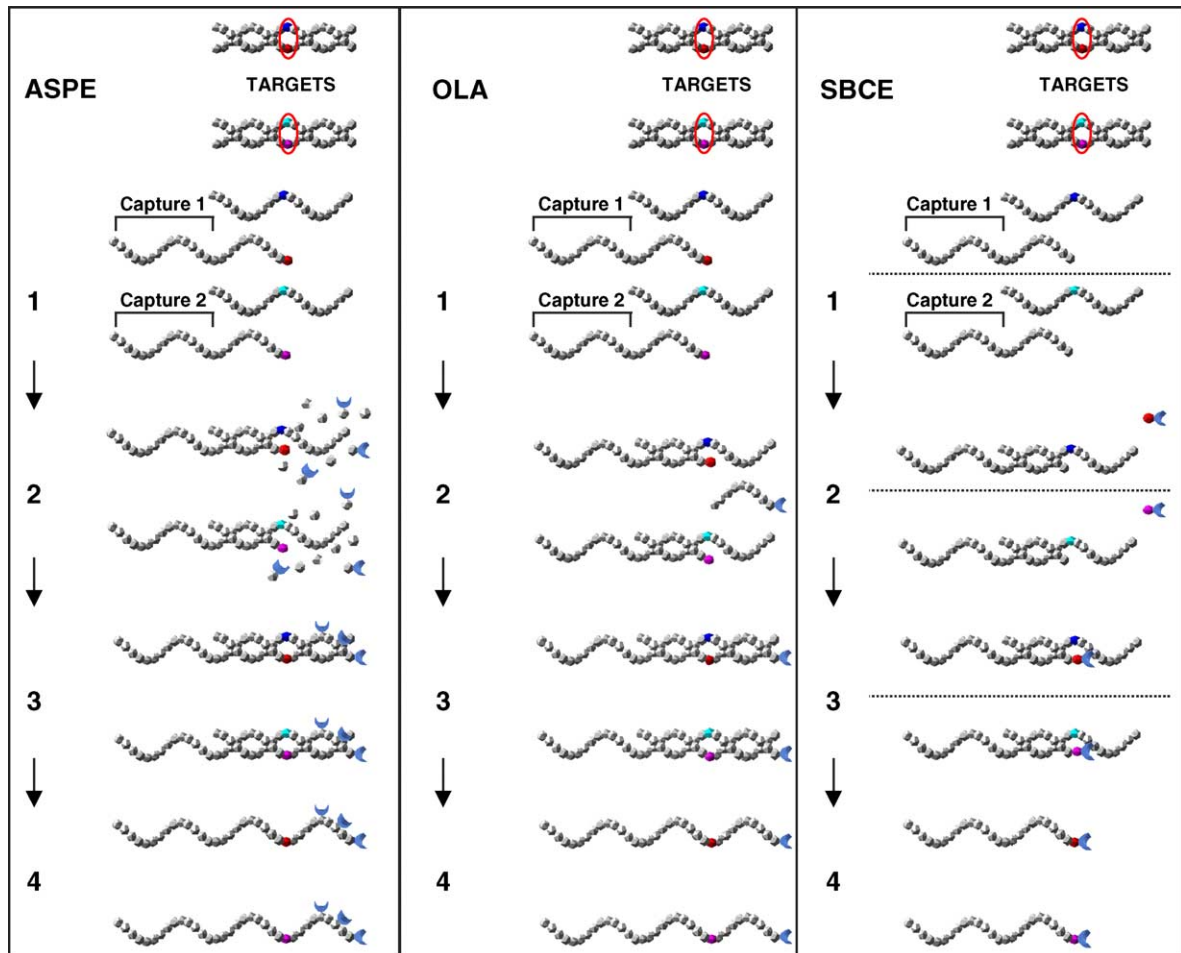 ASPE
TARGETS
Capture 1
1
Capture 2
2
3
4
OLA
TARGETS
Capture 1
1
Capture 2
2
3
4
SBCE
TARGETS
Capture 1
1
Capture 2
2
3
4